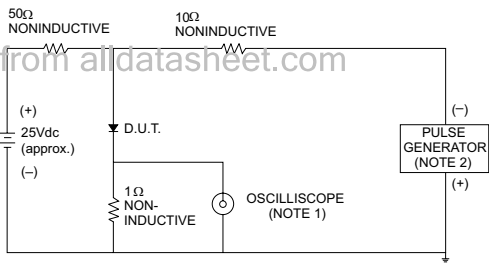 50Ω
NONINDUCTIVE
10Ω
NONINDUCTIVE
from alldatasheet.com
(+)
25Vdc
(approx.)
(–)
D.U.T.
1Ω
NON-
INDUCTIVE
OSCILLISCOPE
(NOTE 1)
(–)
PULSE
GENERATOR
(NOTE 2)
(+)